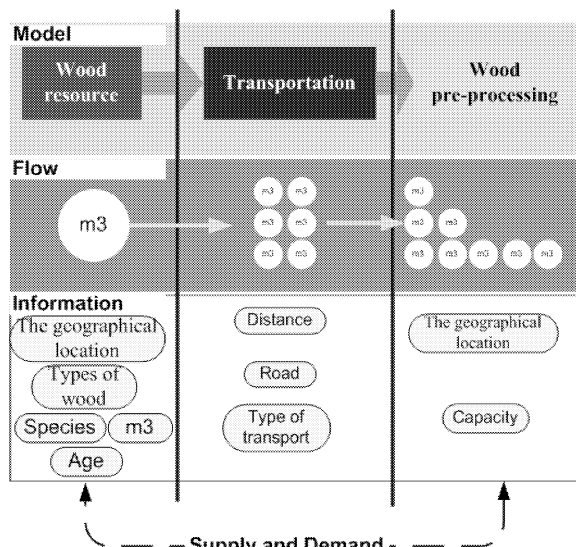 Model
Wood
resource
Transportation
Wood
pre-processing
Flow
m3
m3 m3
m3 m3
m3 m3
m3
m3 m3
m3 m3 m3 m3 m3
Information
The geographical
location
Types of
wood
Species
m3
Age
Distance
Road
Type of
transport
The geographical
location
Capacity
Supply and Demand